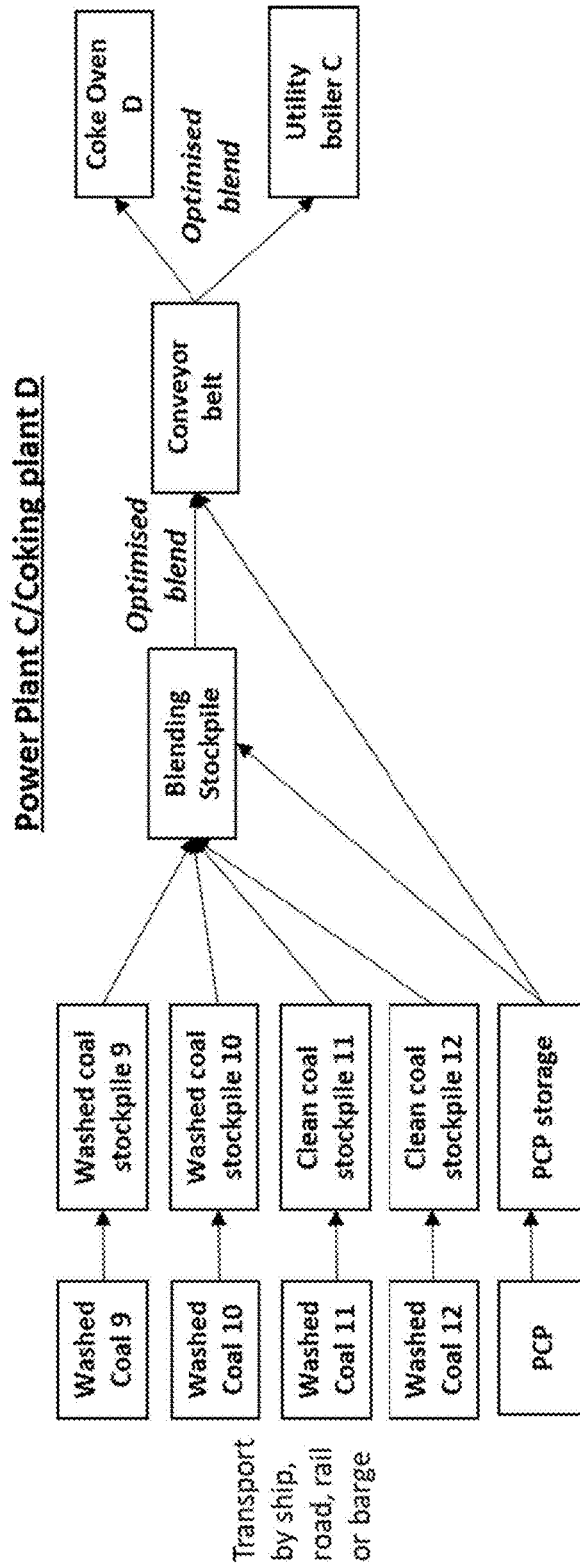 Power Plant C/Coking plant D
Transport
by ship,
road, rail
or barge
Washed
Coal 9
Washed
Coal 10
Washed
Coal 11
Washed
Coal 12
PCP
Washed coal
stockpile 9
Washed coal
stockpile 10
Clean coal
stockpile 11
Clean coal
stockpile 12
PCP storage
Blending
Stockpile
Optimised
blend
Conveyor
belt
Optimised
blend
Coke Oven
D
Utility
boiler C